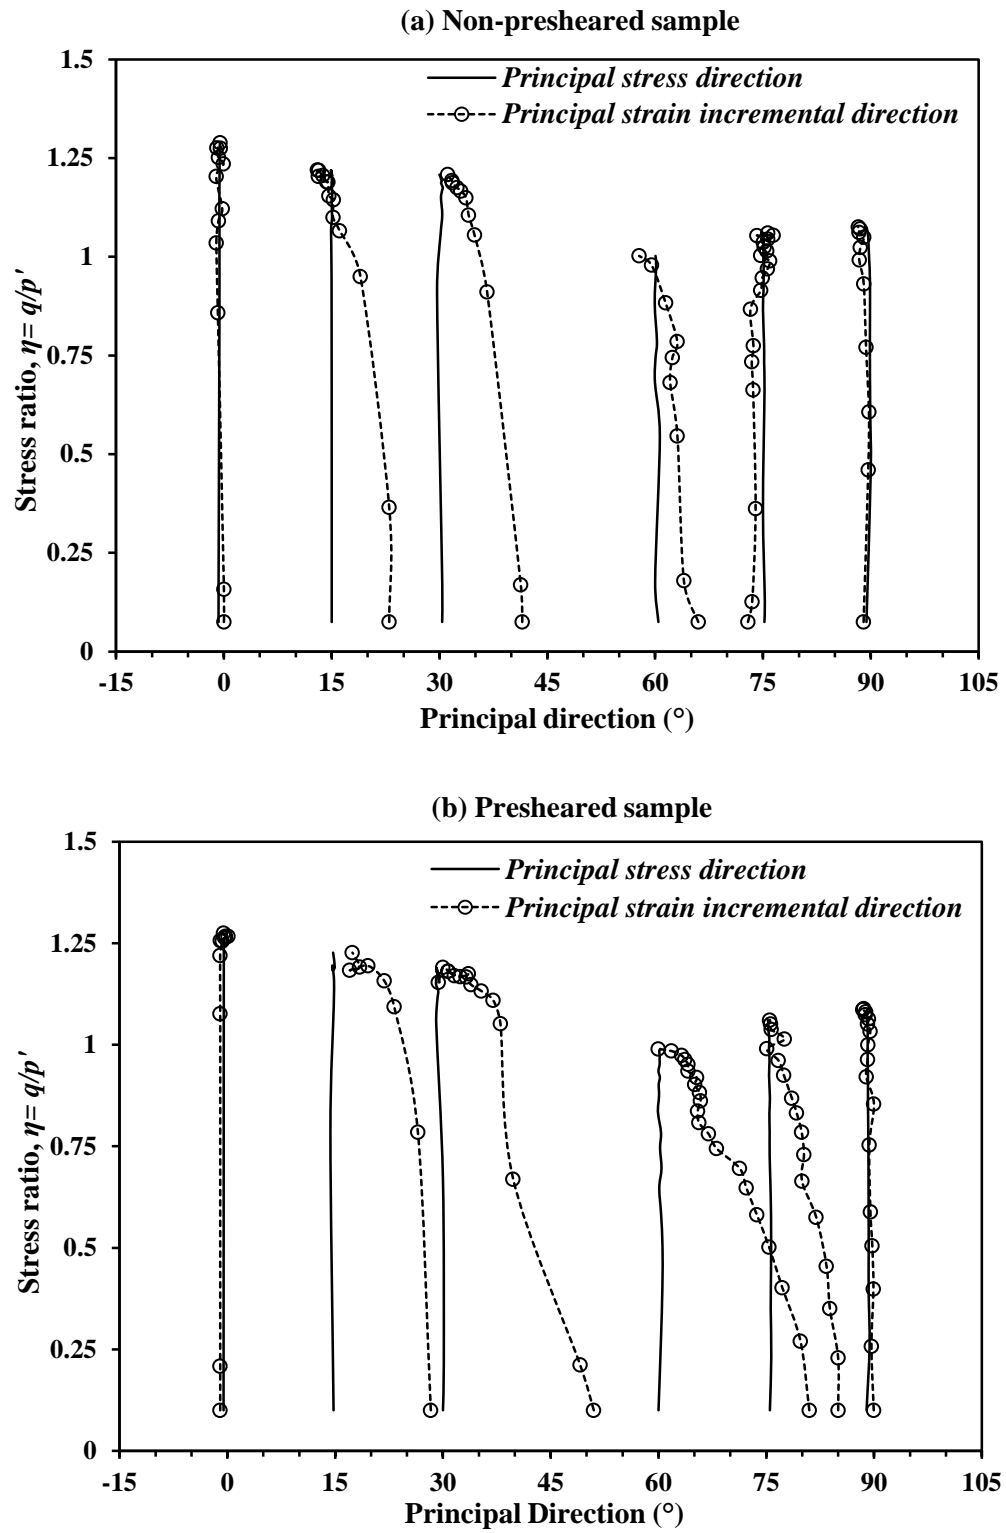 (a) Non-presheared sample
1.5
Principal stress direction
Principal strain incremental direction
1.25
1
0.75
0.5
0.25
0
Stress ratio, η= q/p'
-15 0 15 30 45 60 75 90 105
Principal direction (°)
(b) Presheared sample
1.5
Principal stress direction
Principal strain incremental direction
1.25
1
0.75
0.5
0.25
0
Stress ratio, η= q/p'
-15 0 15 30 45 60 75 90 105
Principal Direction (°)